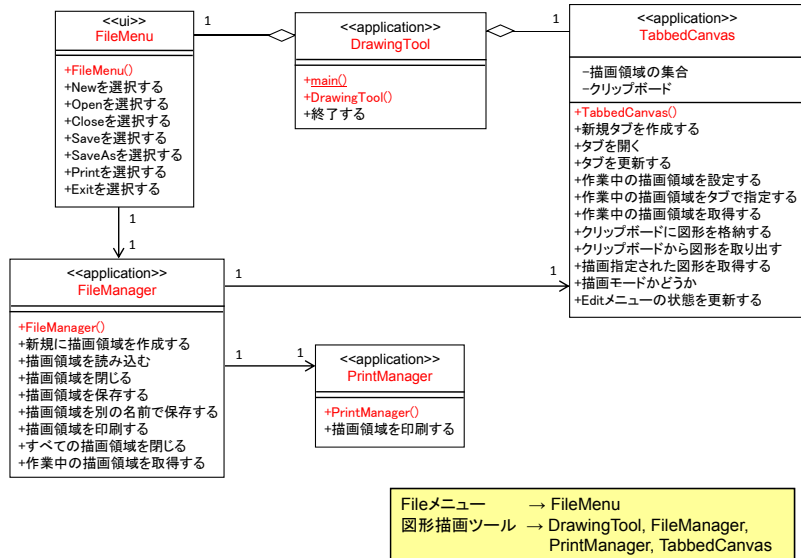 <<ui>>
FileMenu
+FileMenu()
+Newを選択する
+Openを選択する
+Closeを選択する
+Saveを選択する
+SaveAsを選択する
+Printを選択する
+Exitを選択する
1
<<application>>
DrawingTool
+main()
+DrawingTool()
+終了する
1
<<application>>
TabbedCanvas
-描画領域の集合
-クリップボード
+TabbedCanvas()
+新規タブを作成する
+タブを開く
+タブを更新する
+作業中の描画領域を設定する
+作業中の描画領域をタブで指定する
+作業中の描画領域を取得する
+クリップボードに図形を格納する
+クリップボードから図形を取り出す
+描画指定された図形を取得する
+描画モードかどうか
+Editメニューの状態を更新する
1
1
<<application>>
FileManager
+FileManager()
+新規に描画領域を作成する
+描画領域を読み込む
+描画領域を閉じる
+描画領域を保存する
+描画領域を別の名前で保存する
+描画領域を印刷する
+すべての描画領域を閉じる
+作業中の描画領域を取得する
1
1
1
1
<<application>>
PrintManager
+PrintManager()
+描画領域を印刷する
Fileメニュー → FileMenu
図形描画ツール → DrawingTool, FileManager,
PrintManager, TabbedCanvas